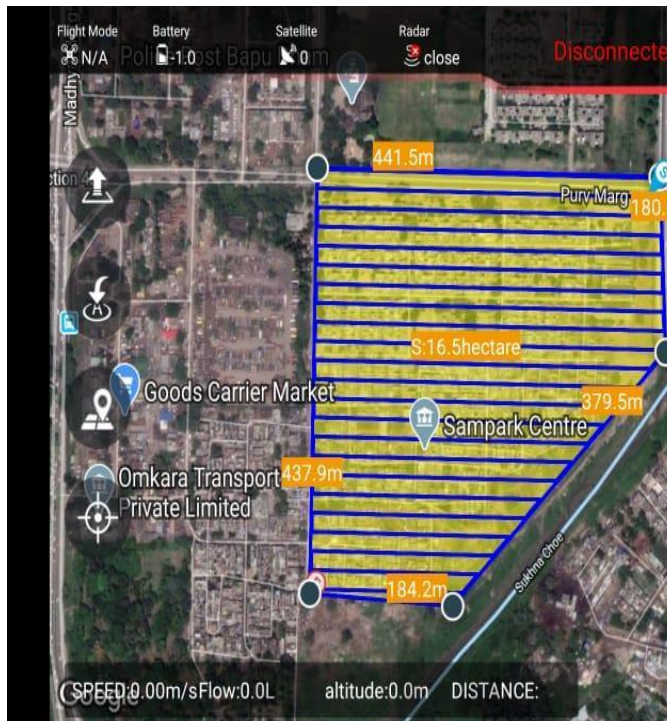 Flight Mode
Battery
Satellite
Radar
N/A
-1.0
0
close
Disconnecte
Madhy
441.5m
Purv Marg
180.
S:16.5hectare
379.5m
Goods Carrier Market
Sampark Centre
437.9m
Omkara Transport
Private Limited
184.2m
Sukhna Choe
SPEED:0.00m/sFlow:0.0L
altitude:0.0m
DISTANCE:
Google